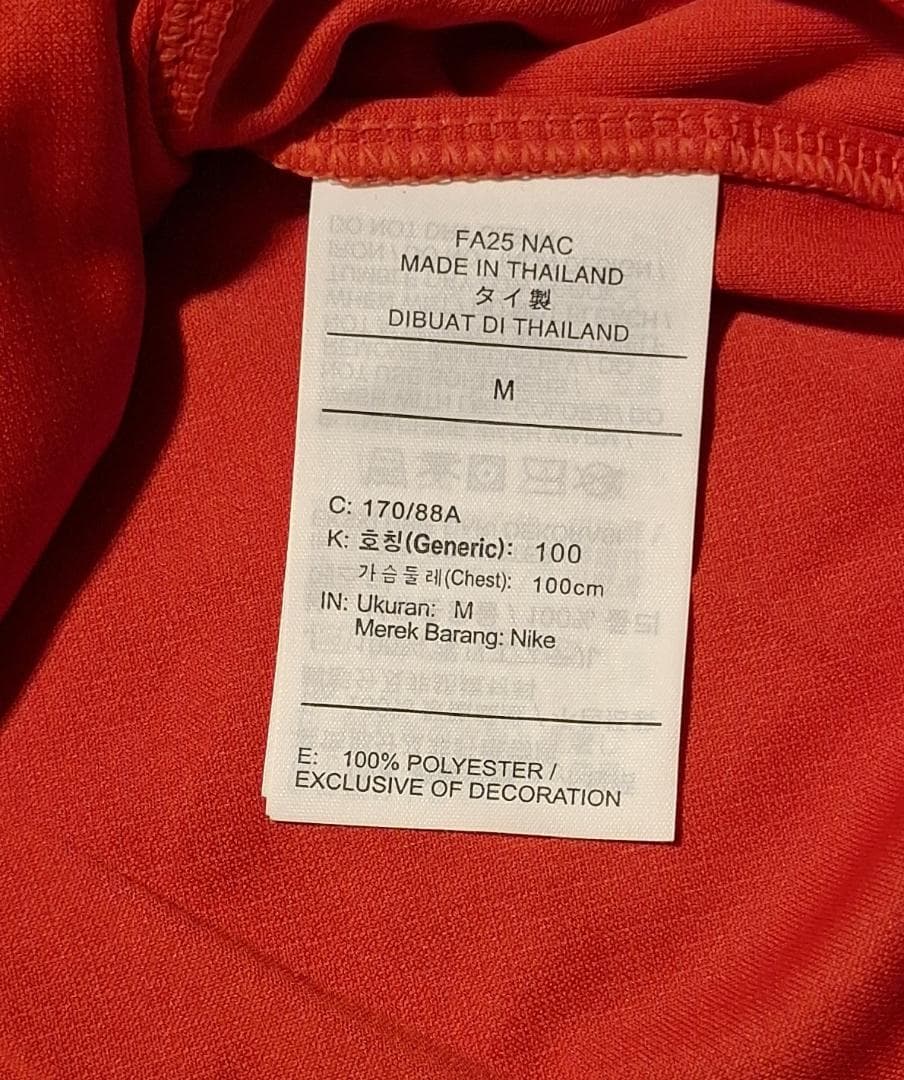 FA25 NAC
MADE IN THAILAND
タイ製
DIBUAT DI THAILAND
M
C: 170/88A
K: 호칭(Generic): 100
가슴둘레(Chest): 100cm
IN: Ukuran: M
Merek Barang: Nike
E: 100% POLYESTER /
EXCLUSIVE OF DECORATION